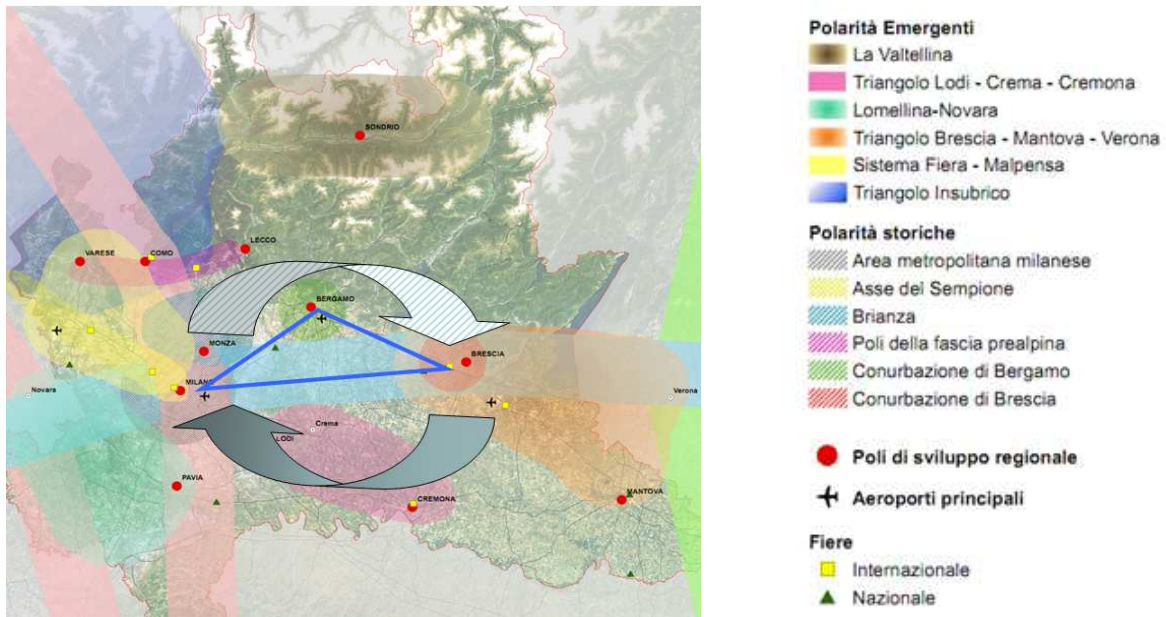 SONDRIO
LECCO
VARESE
COMO
BERGAMO
MONZA
BRESCIA
MILANO
Novara
Verona
Crema
LODI
PAVIA
CREMONA
MANTOVA
Polarità Emergenti
La Valtellina
Triangolo Lodi - Crema - Cremona
Lomellina-Novara
Triangolo Brescia - Mantova - Verona
Sistema Fiera - Malpensa
Triangolo Insubrico
Polarità storiche
Area metropolitana milanese
Asse del Sempione
Brianza
Poli della fascia prealpina
Conurbazione di Bergamo
Conurbazione di Brescia
Poli di sviluppo regionale
Aeroporti principali
Fiere
Internazionale
Nazionale